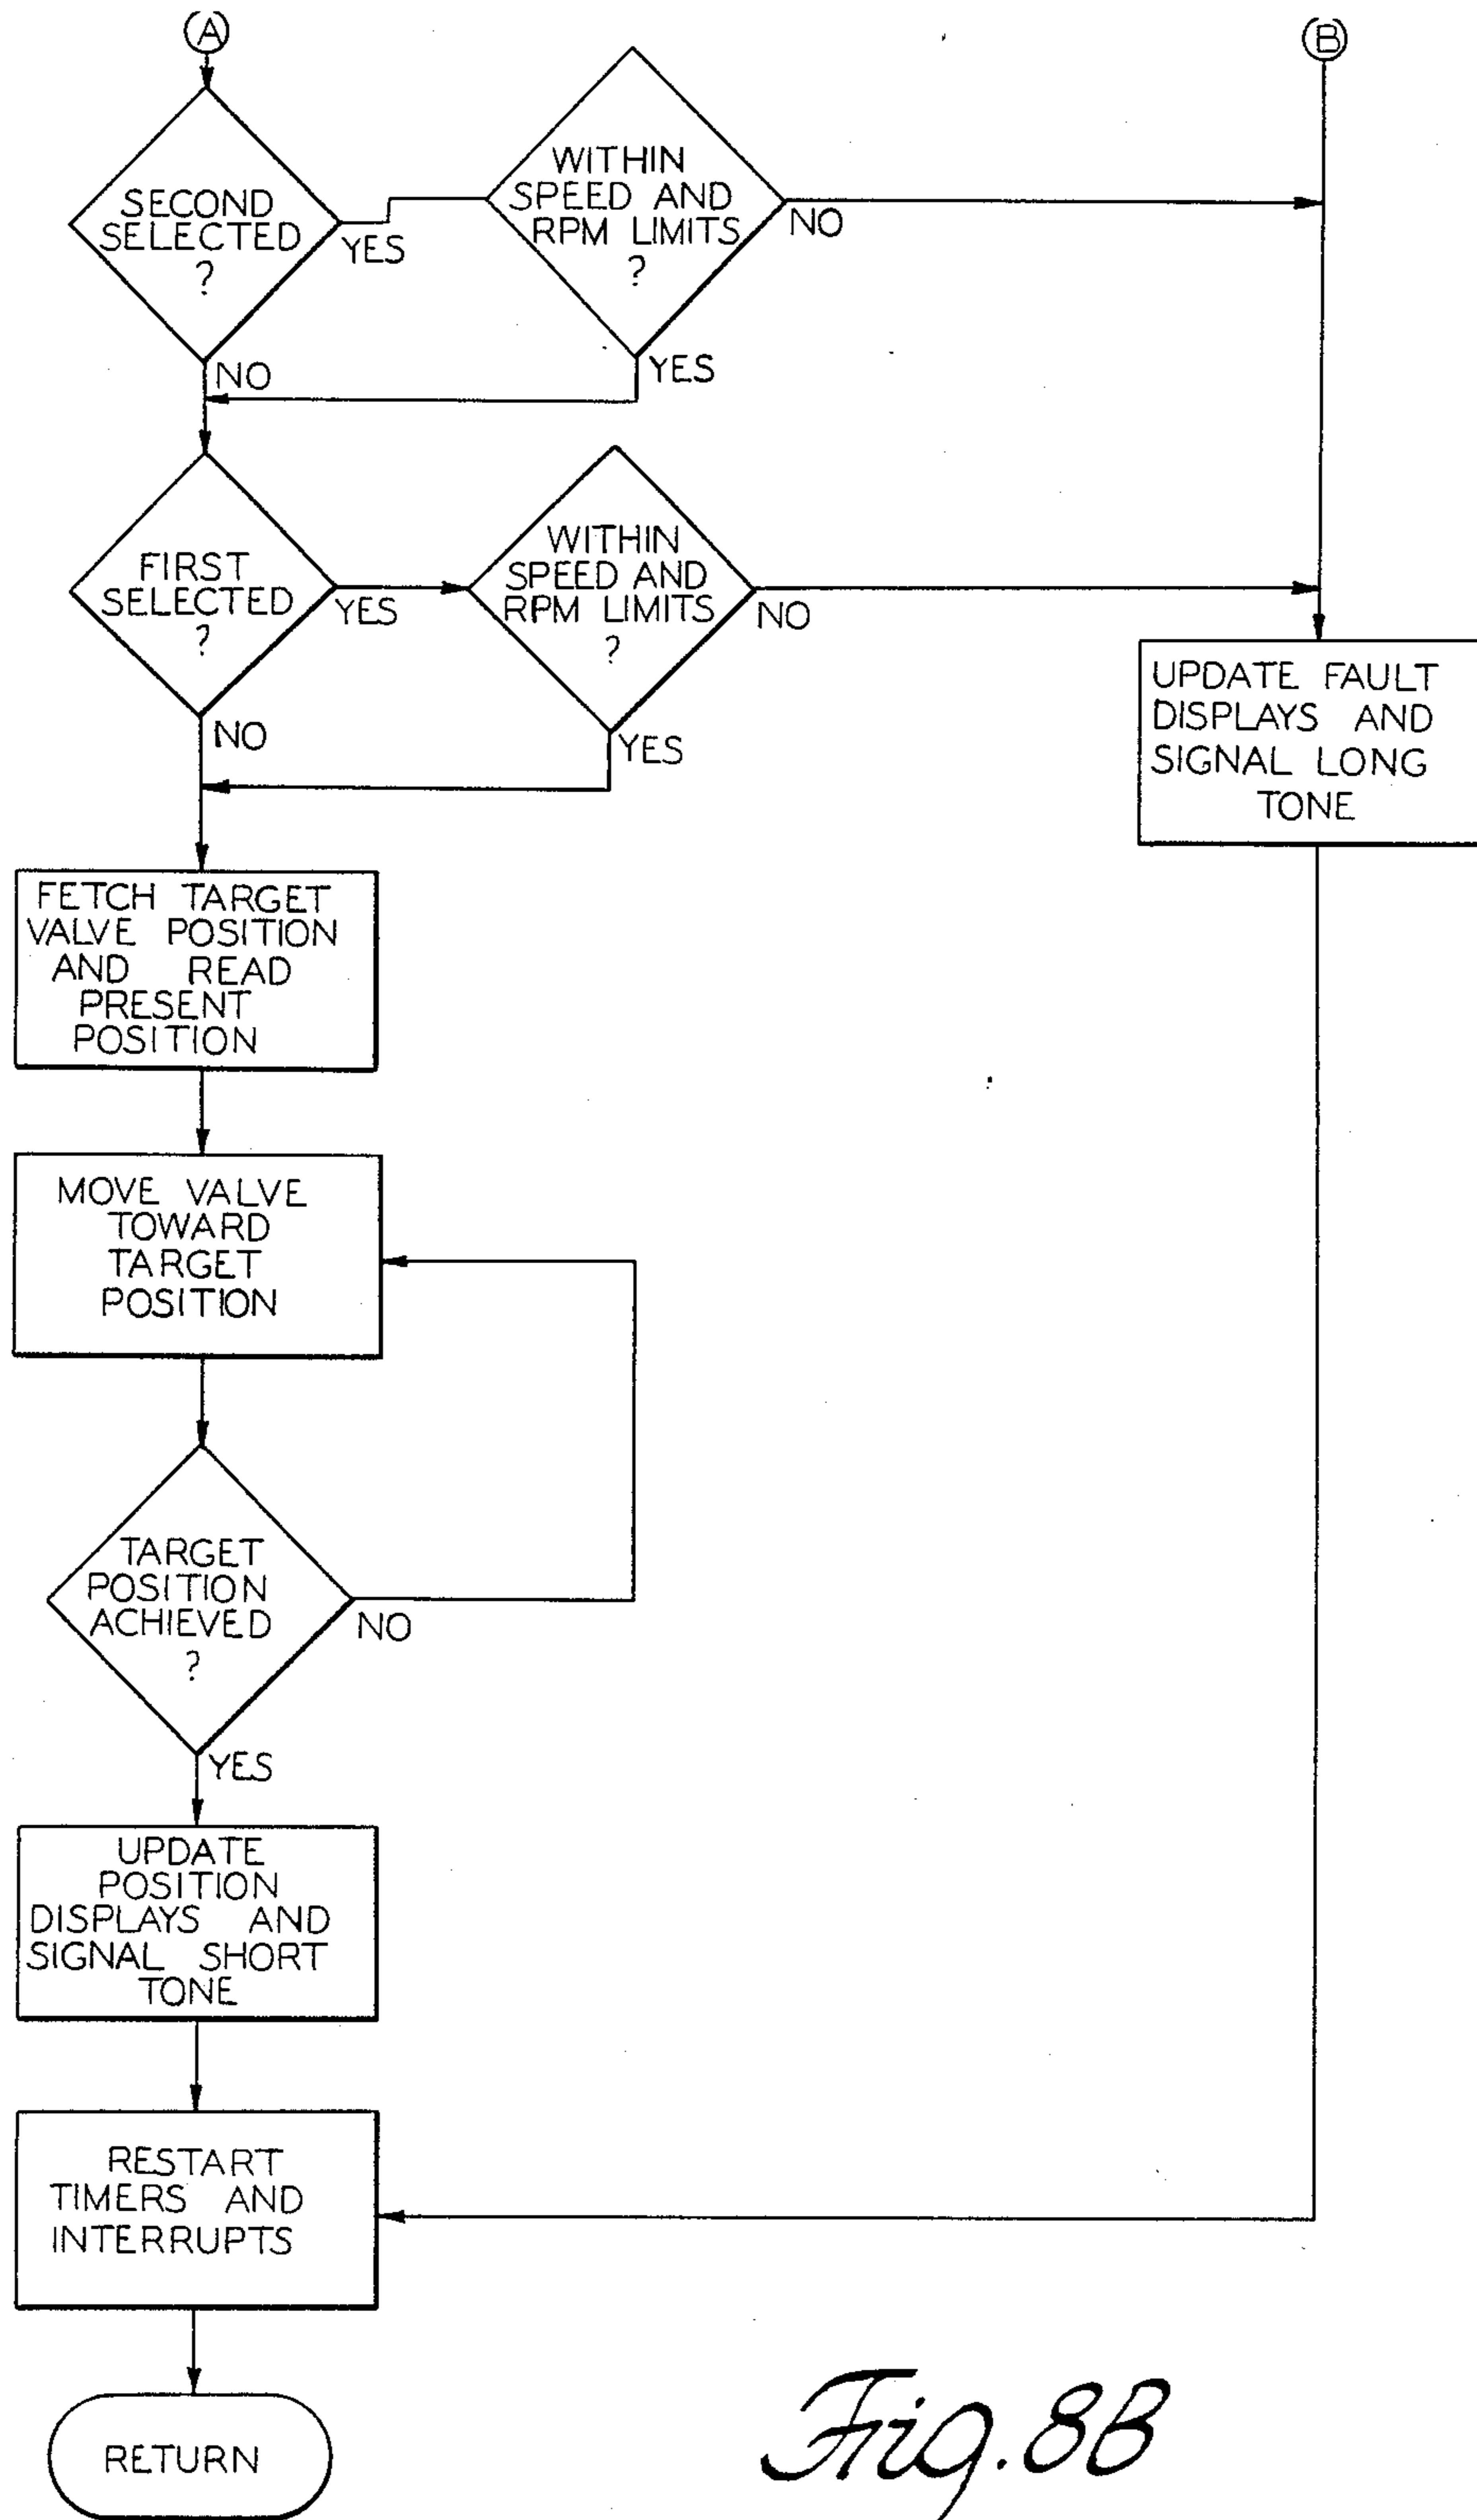 A
B
SECOND
SELECTED
?
YES
NO
WITHIN
SPEED AND
RPM LIMITS
?
NO
YES
FIRST
SELECTED
?
YES
NO
WITHIN
SPEED AND
RPM LIMITS
?
NO
YES
UPDATE FAULT
DISPLAYS AND
SIGNAL LONG
TONE
FETCH TARGET
VALVE POSITION
AND READ
PRESENT
POSITION
MOVE VALVE
TOWARD
TARGET
POSITION
TARGET
POSITION
ACHIEVED
?
NO
YES
UPDATE
POSITION
DISPLAYS AND
SIGNAL SHORT
TONE
RESTART
TIMERS AND
INTERRUPTS
RETURN
Fig. 8B